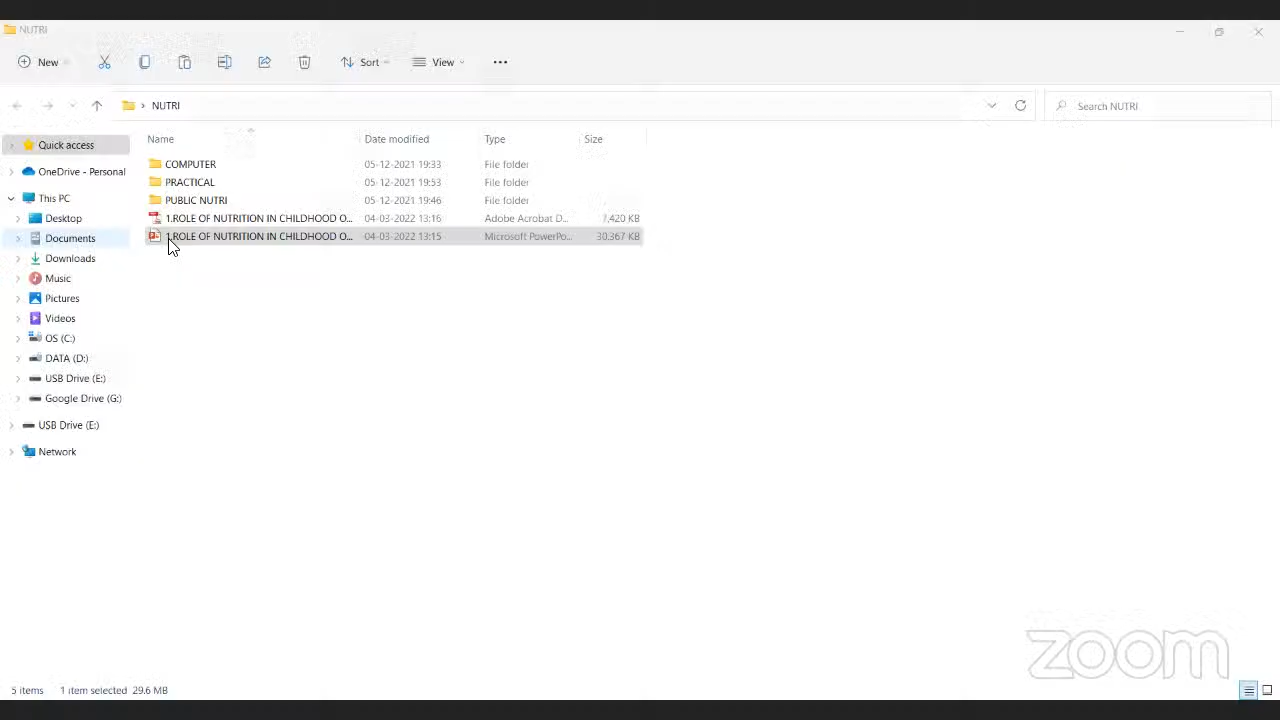 NUTRI
New
Sort
View
NUTRI
Search NUTRI
Name Date modified Type Size
Quick access
OneDrive - Personal
This PC
Desktop
Documents
Downloads
Music
Pictures
Videos
OS (C:)
DATA (D:)
USB Drive (E:)
Google Drive (G:)
USB Drive (E:)
Network
COMPUTER 05-12-2021 19:33 File folder
PRACTICAL 05-12-2021 19:53 File folder
PUBLIC NUTRI 05-12-2021 19:46 File folder
1.ROLE OF NUTRITION IN CHILDHOOD O... 04-03-2022 13:16 Adobe Acrobat D... 7,420 KB
1.ROLE OF NUTRITION IN CHILDHOOD O... 04-03-2022 13:15 Microsoft PowerPo... 30,367 KB
zoom
5 items 1 item selected 29.6 MB